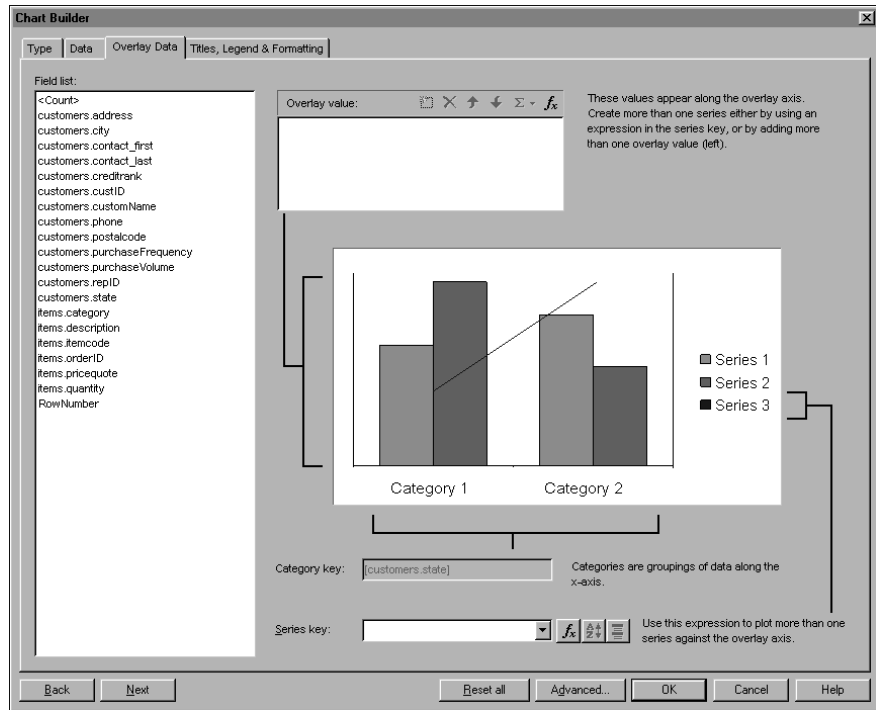 Chart Builder
Type
Data
Overlay Data
Titles, Legend & Formatting
Field list:
<Count>
customers.address
customers.city
customers.contact_first
customers.contact_last
customers.creditrank
customers.custID
customers.customName
customers.phone
customers.postalcode
customers.purchaseFrequency
customers.purchaseVolume
customers.repID
customers.state
items.category
items.description
items.itemcode
items.orderID
items.pricequote
items.quantity
RowNumber
Overlay value:
These values appear along the overlay axis.
Create more than one series either by using an
expression in the series key, or by adding more
than one overlay value (left).
Series 1
Series 2
Series 3
Category 1
Category 2
Category key:
[customers.state]
Categories are groupings of data along the
x-axis.
Series key:
Use this expression to plot more than one
series against the overlay axis.
Back
Next
Reset all
Advanced...
OK
Cancel
Help